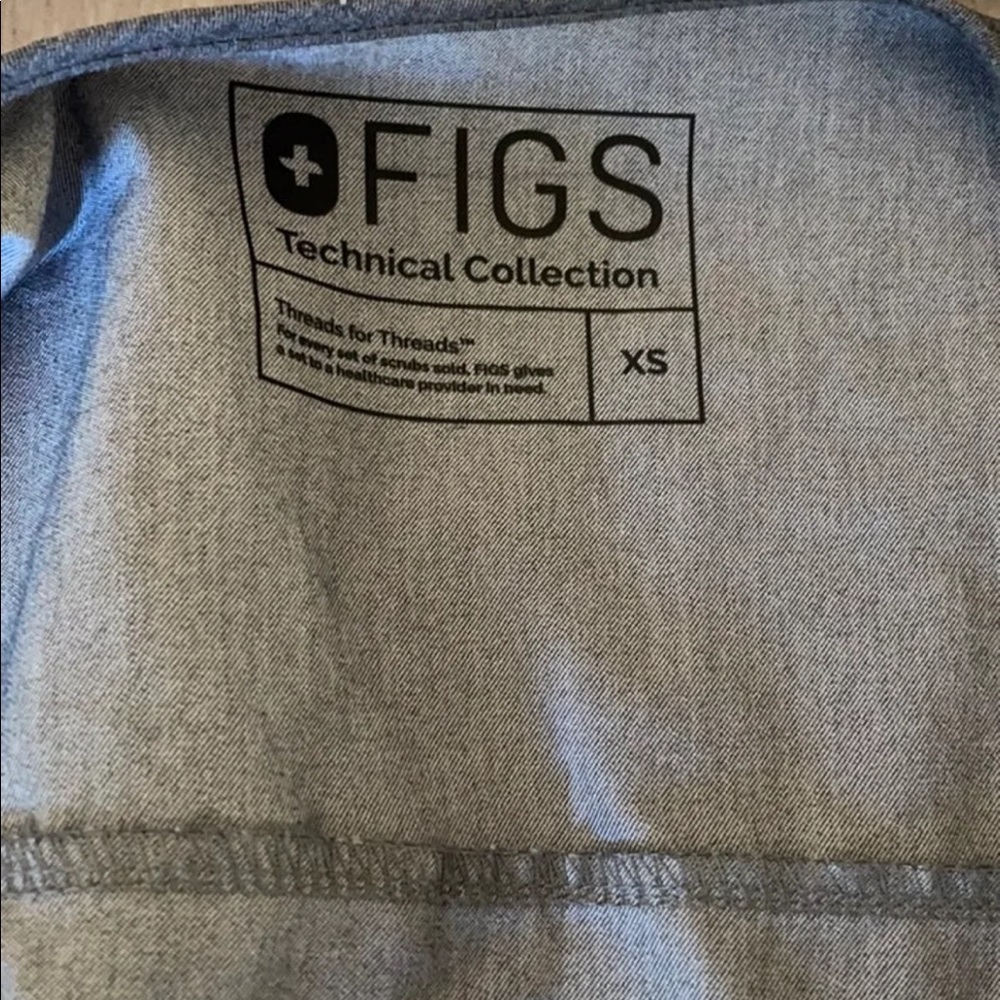 FIGS
Technical Collection
Threads for Threads™
For every set of scrubs sold, FIGS gives
a set to a healthcare provider in need.
XS